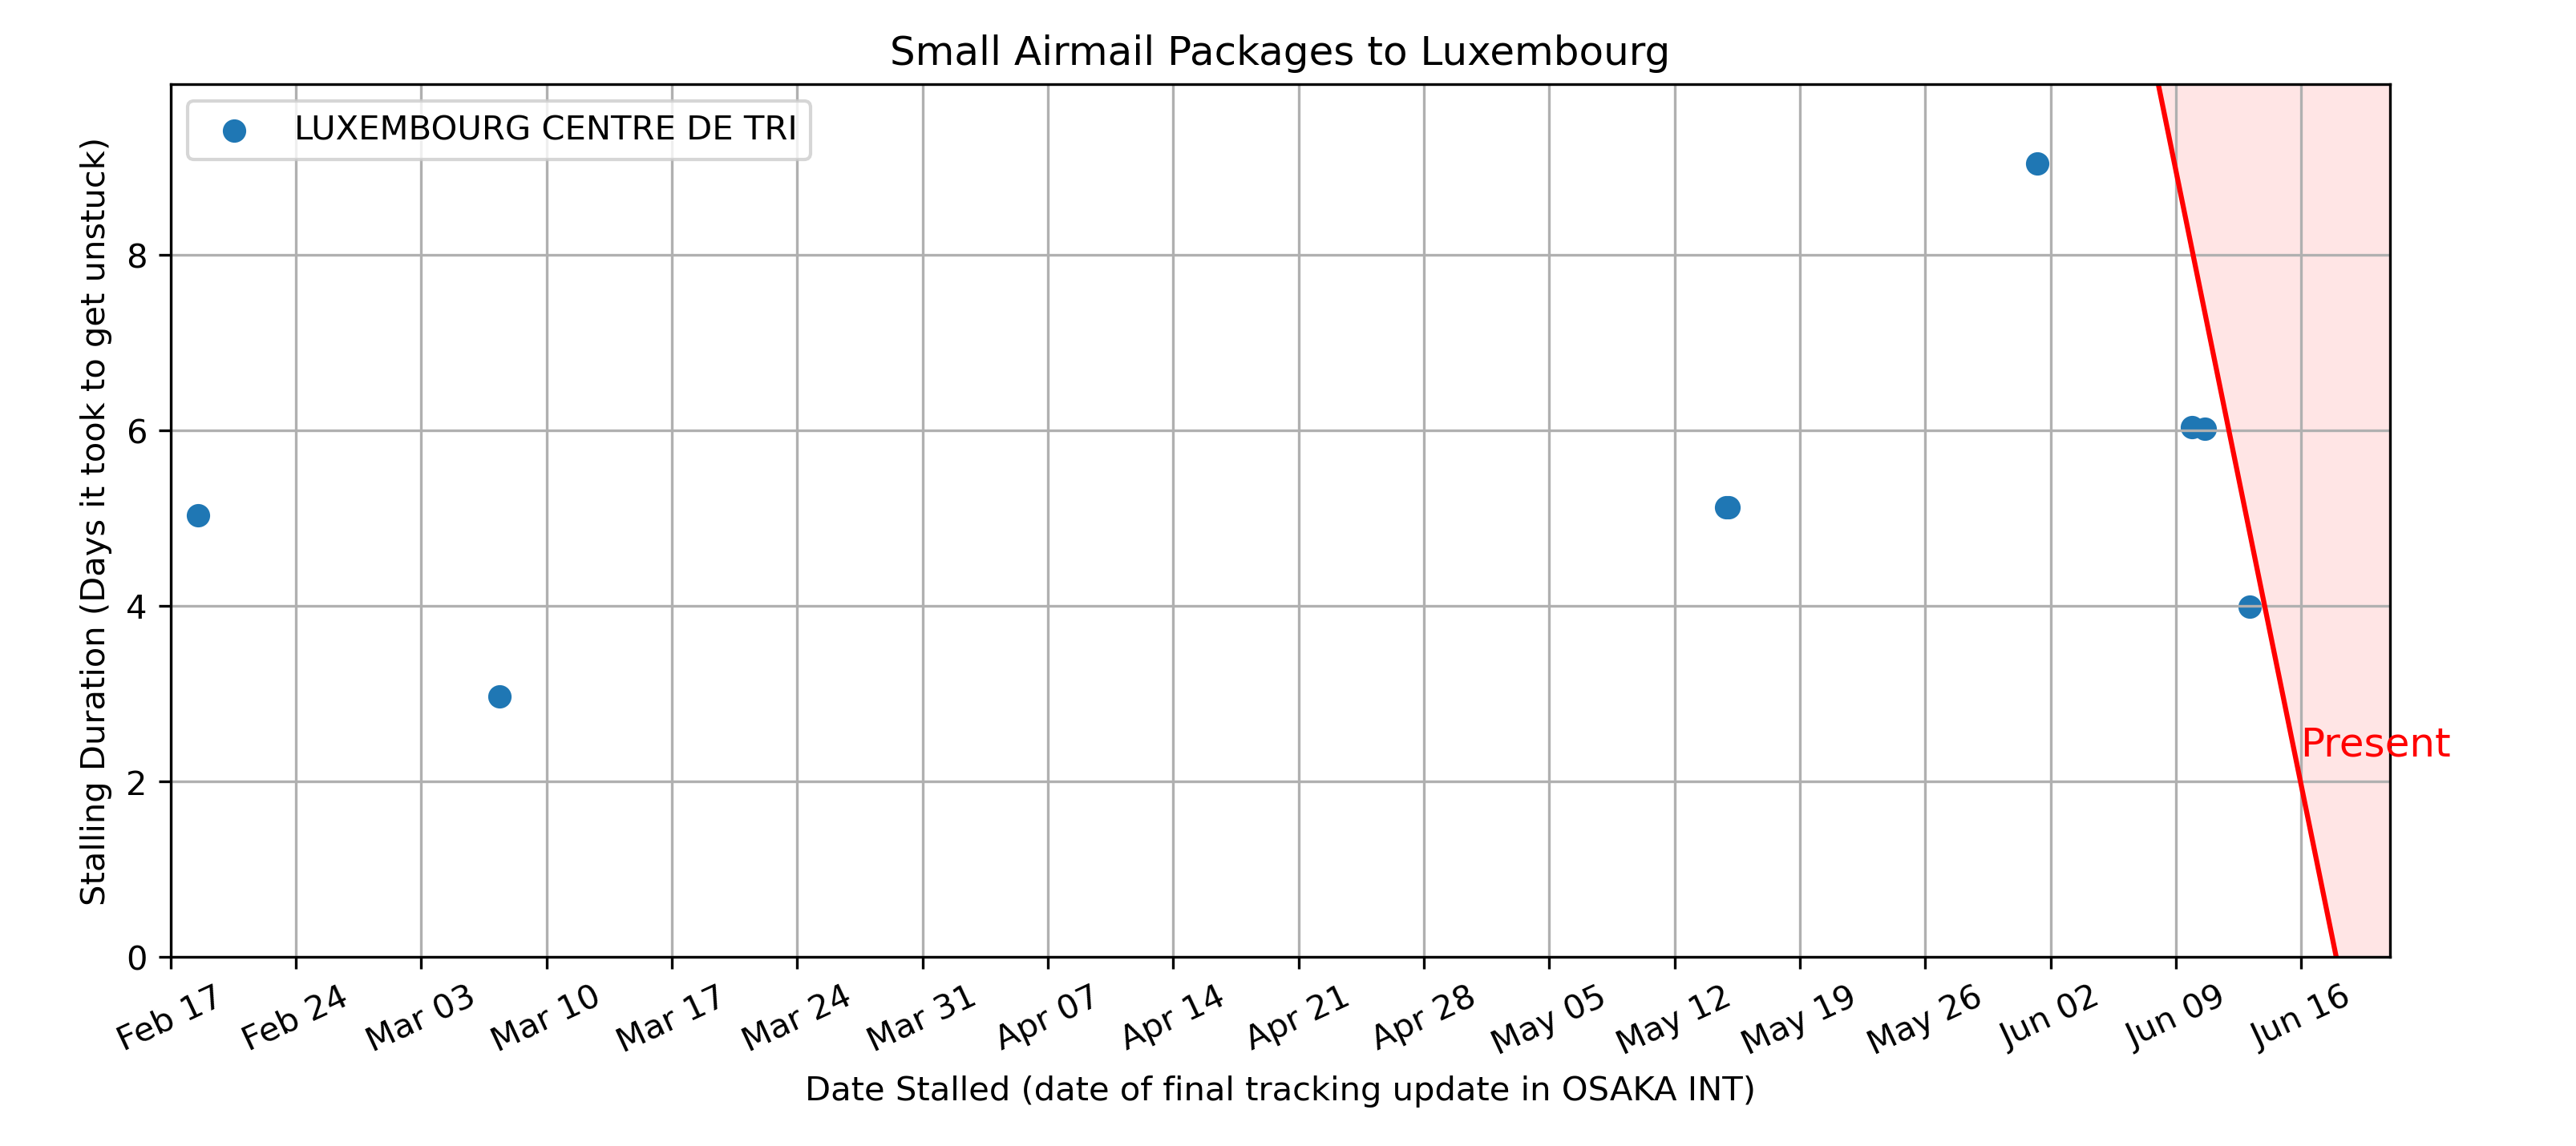 Small Airmail Packages to Luxembourg
LUXEMBOURG CENTRE DE TRI
Stalling Duration (Days it took to get unstuck)
8
6
4
2
0
Present
Feb 17
Feb 24
Mar 03
Mar 10
Mar 17
Mar 24
Mar 31
Apr 07
Apr 14
Apr 21
Apr 28
May 05
May 12
May 19
May 26
Jun 02
Jun 09
Jun 16
Date Stalled (date of final tracking update in OSAKA INT)